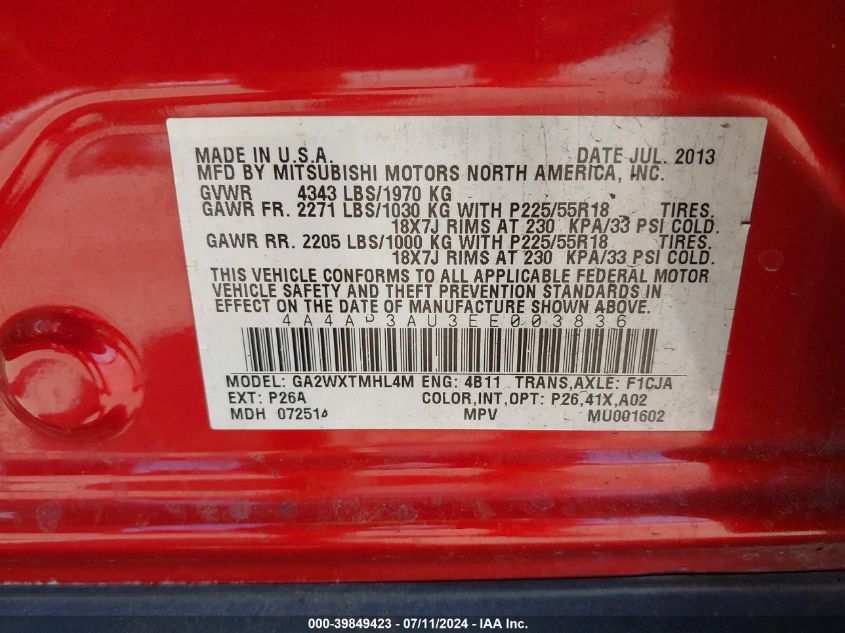 MADE IN U.S.A. DATE JUL. 2013
MFD BY MITSUBISHI MOTORS NORTH AMERICA, INC.
GVWR 4343 LBS/1970 KG
GAWR FR. 2271 LBS/1030 KG WITH P225/55R18 TIRES.
18X7J RIMS AT 230 KPA/33 PSI COLD.
GAWR RR. 2205 LBS/1000 KG WITH P225/55R18 TIRES.
18X7J RIMS AT 230 KPA/33 PSI COLD.
THIS VEHICLE CONFORMS TO ALL APPLICABLE FEDERAL MOTOR
VEHICLE SAFETY AND THEFT PREVENTION STANDARDS IN
EFFECT ON THE DATE OF MANUFACTURE SHOWN ABOVE.
4A4AP3AU3EE003836
MODEL: GA2WXTMHL4M ENG: 4B11 TRANS,AXLE: F1CJA
EXT: P26A COLOR,INT,OPT: P26,41X,A02
MDH 072514 MPV MU001602
000-39849423 - 07/11/2024 - IAA Inc.